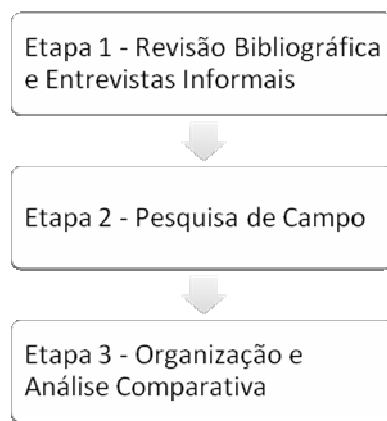 Etapa 1 - Revisão Bibliográfica
e Entrevistas Informais
Etapa 2 - Pesquisa de Campo
Etapa 3 - Organização e
Análise Comparativa